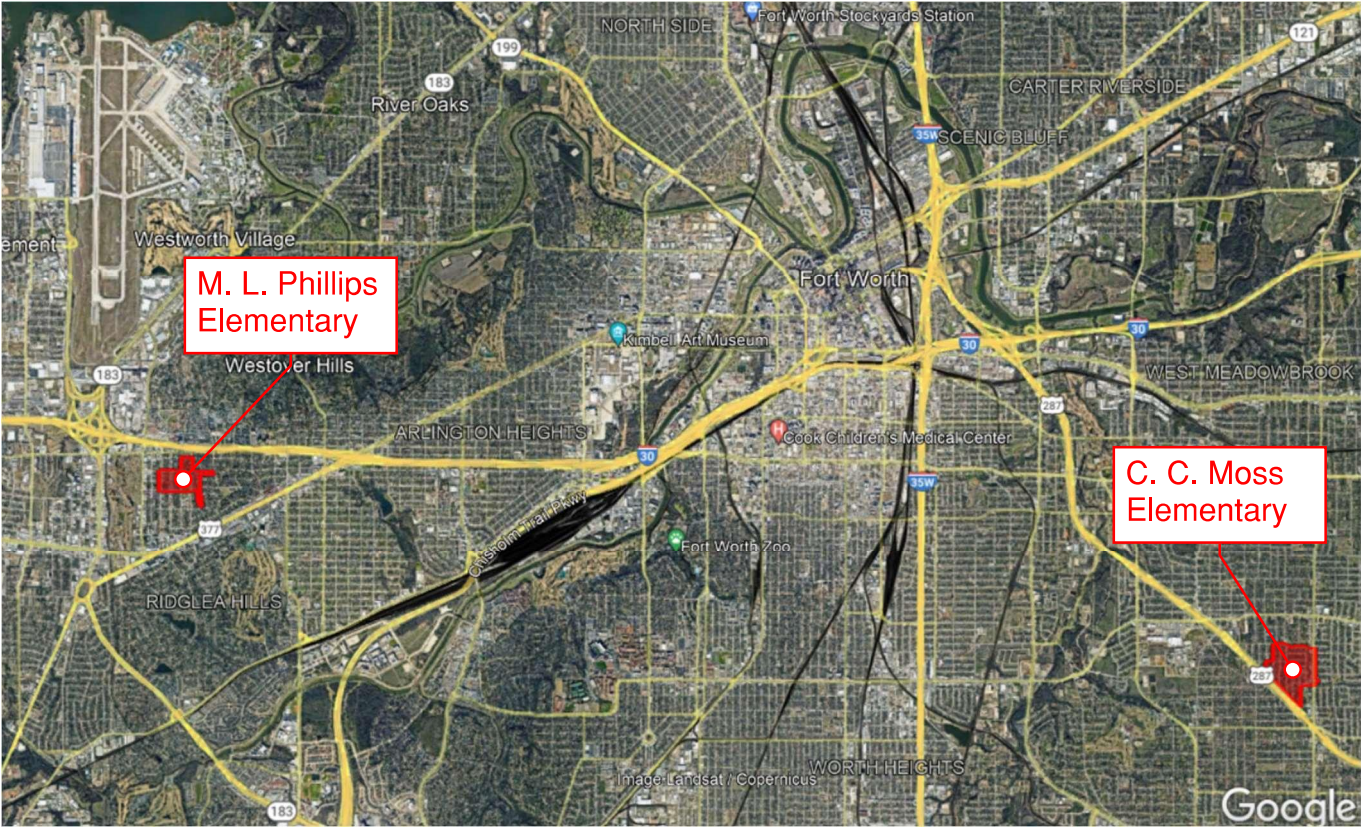 Fort Worth Stockyards Station
NORTH SIDE
121
199
183
CARTER RIVERSIDE
River Oaks
35W
SCENIC BLUFF
Westworth Village
ement
M. L. Phillips
Elementary
Fort Worth
30
Kimbell Art Museum
30
Westover Hills
183
WEST MEADOWBROOK
287
ARLINGTON HEIGHTS
Cook Children's Medical Center
30
C. C. Moss
Elementary
35W
377
Chisholm Trail Pkwy
Fort Worth Zoo
RIDGLEA HILLS
287
WORTH HEIGHTS
Image Landsat / Copernicus
183
Google